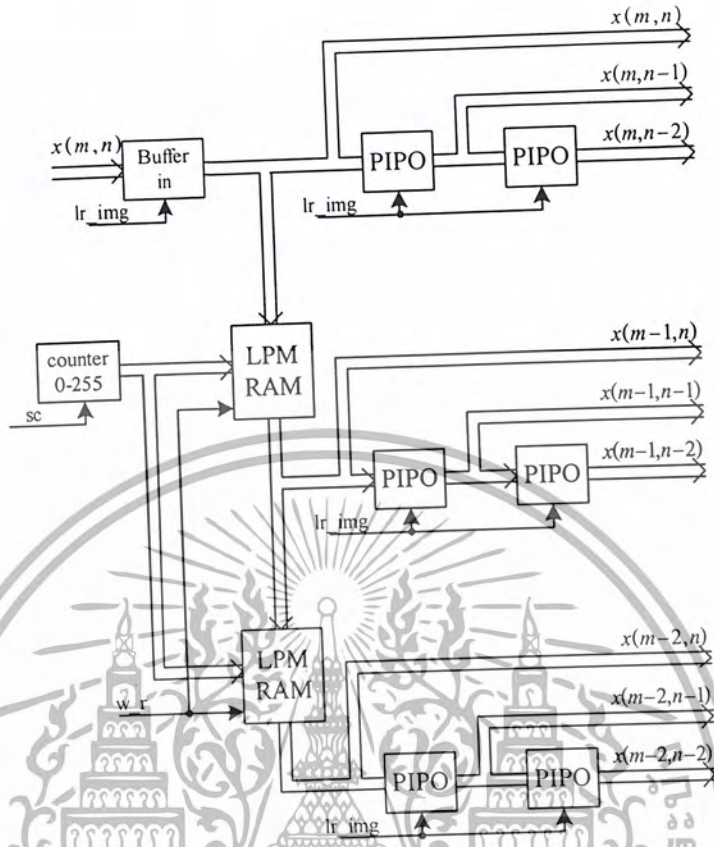 x(m,n)
x(m,n-1)
x(m,n)
Buffer
in
PIPO
PIPO
x(m,n-2)
lr_img
lr_img
counter
0-255
LPM
RAM
x(m-1,n)
sc
x(m-1,n-1)
PIPO
PIPO
x(m-1,n-2)
lr_img
LPM
RAM
x(m-2,n)
w_r
x(m-2,n-1)
PIPO
PIPO
x(m-2,n-2)
lr_img